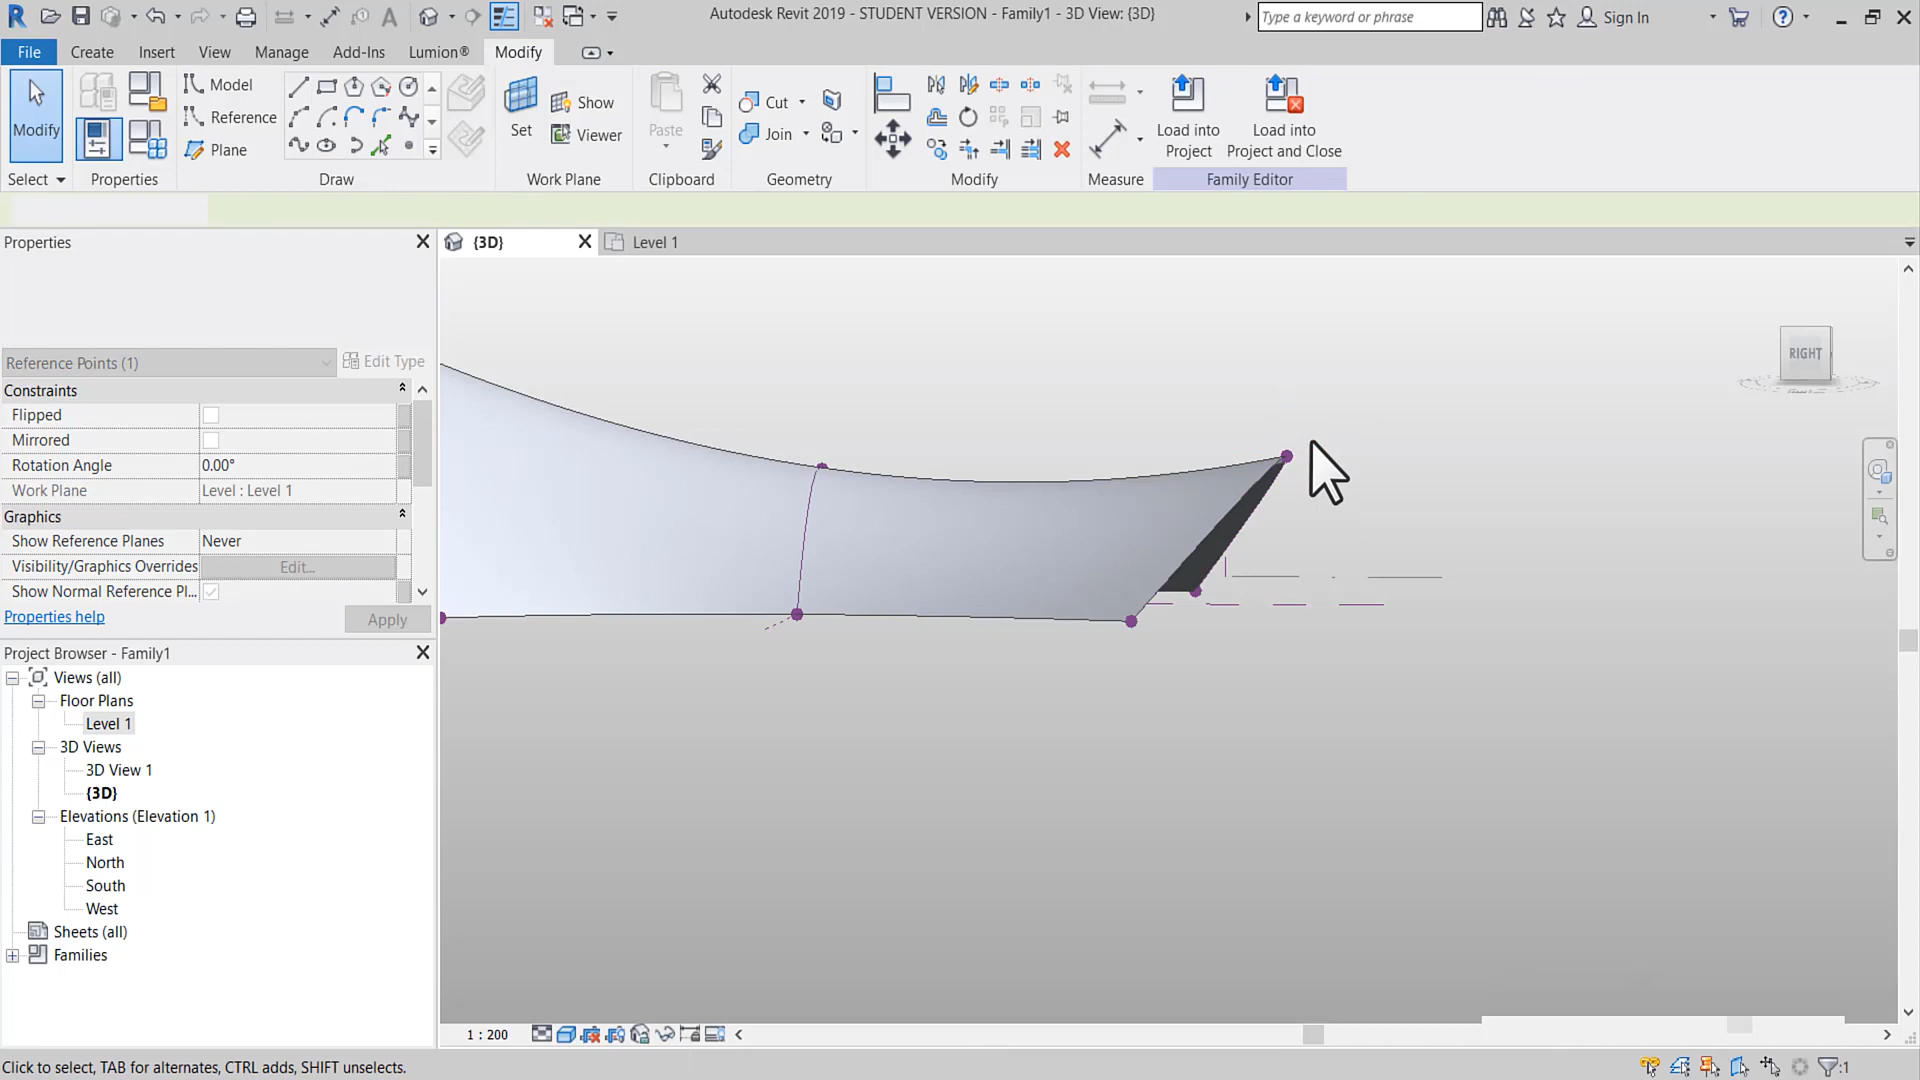 Autodesk Revit 2019 - STUDENT VERSION - Family1 - 3D View: {3D}
Type a keyword or phrase
Sign In
File Create Insert View Manage Add-Ins Lumion® Modify
Modify
Select
Properties
Model
Reference
Plane
Draw
Set
Show
Viewer
Work Plane
Paste
Clipboard
Cut
Join
Geometry
Modify
Measure
Load into
Project
Load into
Project and Close
Family Editor
Properties
{3D}
Level 1
Reference Points (1)
Edit Type
Constraints
Flipped
Mirrored
Rotation Angle 0.00°
Work Plane Level : Level 1
Graphics
Show Reference Planes Never
Visibility/Graphics Overrides Edit...
Show Normal Reference Pl...
Properties help
Apply
Project Browser - Family1
Views (all)
Floor Plans
Level 1
3D Views
3D View 1
{3D}
Elevations (Elevation 1)
East
North
South
West
Sheets (all)
Families
RIGHT
1 : 200
Click to select, TAB for alternates, CTRL adds, SHIFT unselects.
:1